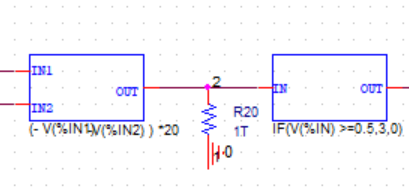 2
IN1
OUT
IN
OUT
IN2
R20
1T
(- V(%IN1)-V(%IN2) ) *20
IF(V(%IN) >=0.5,3,0)
0